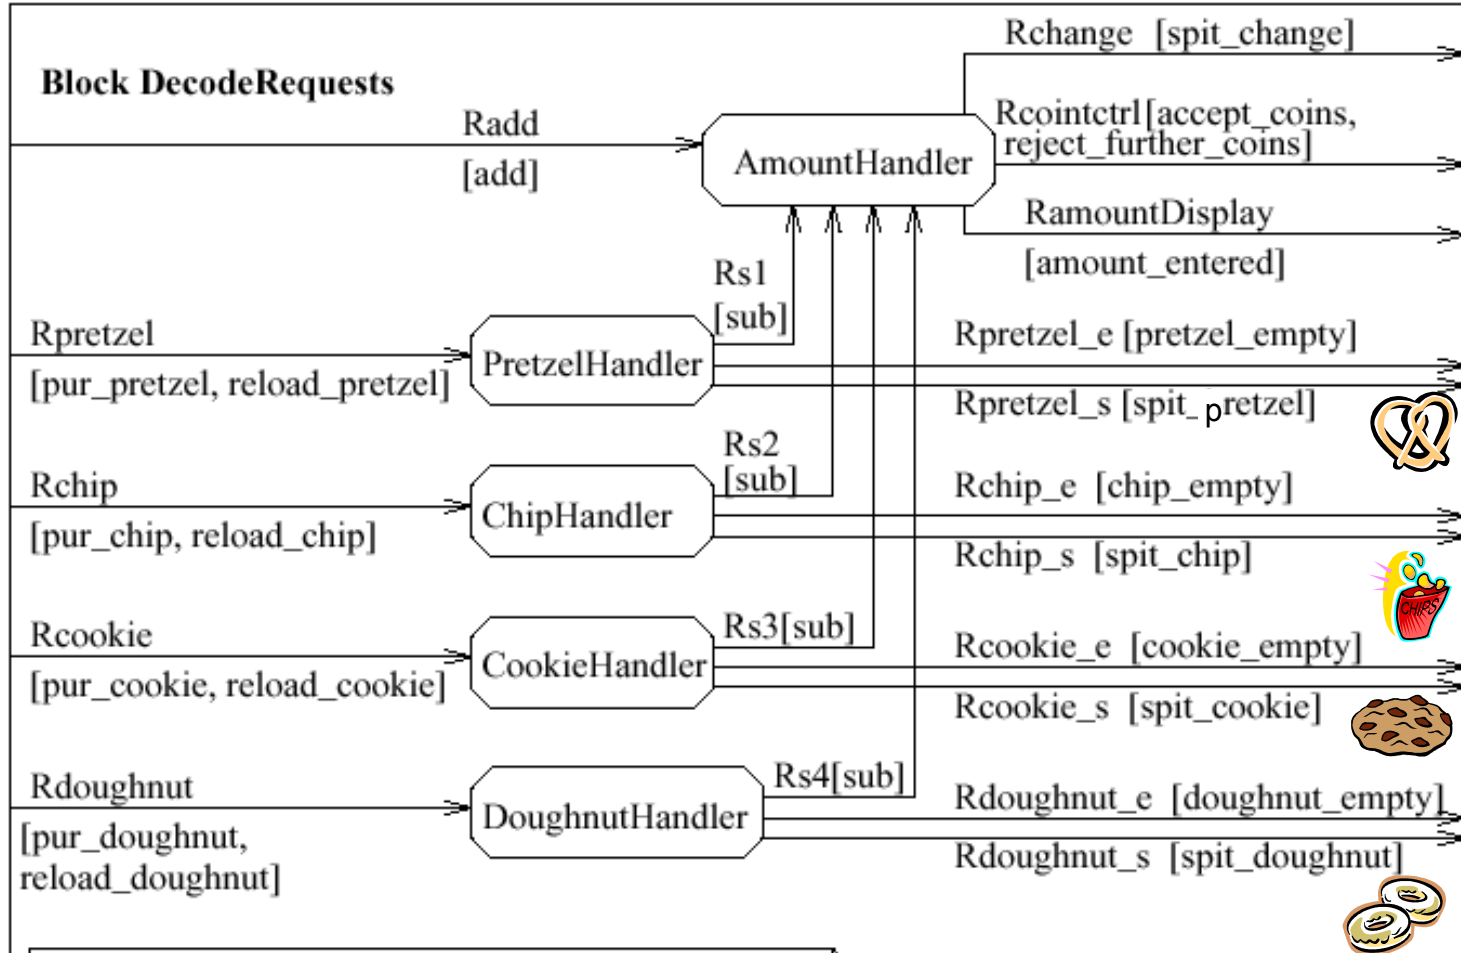 Rchange [spit_change]
Block DecodeRequests
Radd
[add]
AmountHandler
Rcointctrl[accept_coins,
reject_further_coins]
RamountDisplay
[amount_entered]
Rs1
[sub]
Rpretzel
[pur_pretzel, reload_pretzel]
PretzelHandler
Rpretzel_e [pretzel_empty]
Rpretzel_s [spit_pretzel]
Rs2
[sub]
Rchip
[pur_chip, reload_chip]
ChipHandler
Rchip_e [chip_empty]
Rchip_s [spit_chip]
CHIPS
Rcookie
[pur_cookie, reload_cookie]
CookieHandler
Rs3[sub]
Rcookie_e [cookie_empty]
Rcookie_s [spit_cookie]
Rdoughnut
[pur_doughnut,
reload_doughnut]
DoughnutHandler
Rs4[sub]
Rdoughnut_e [doughnut_empty]
Rdoughnut_s [spit_doughnut]